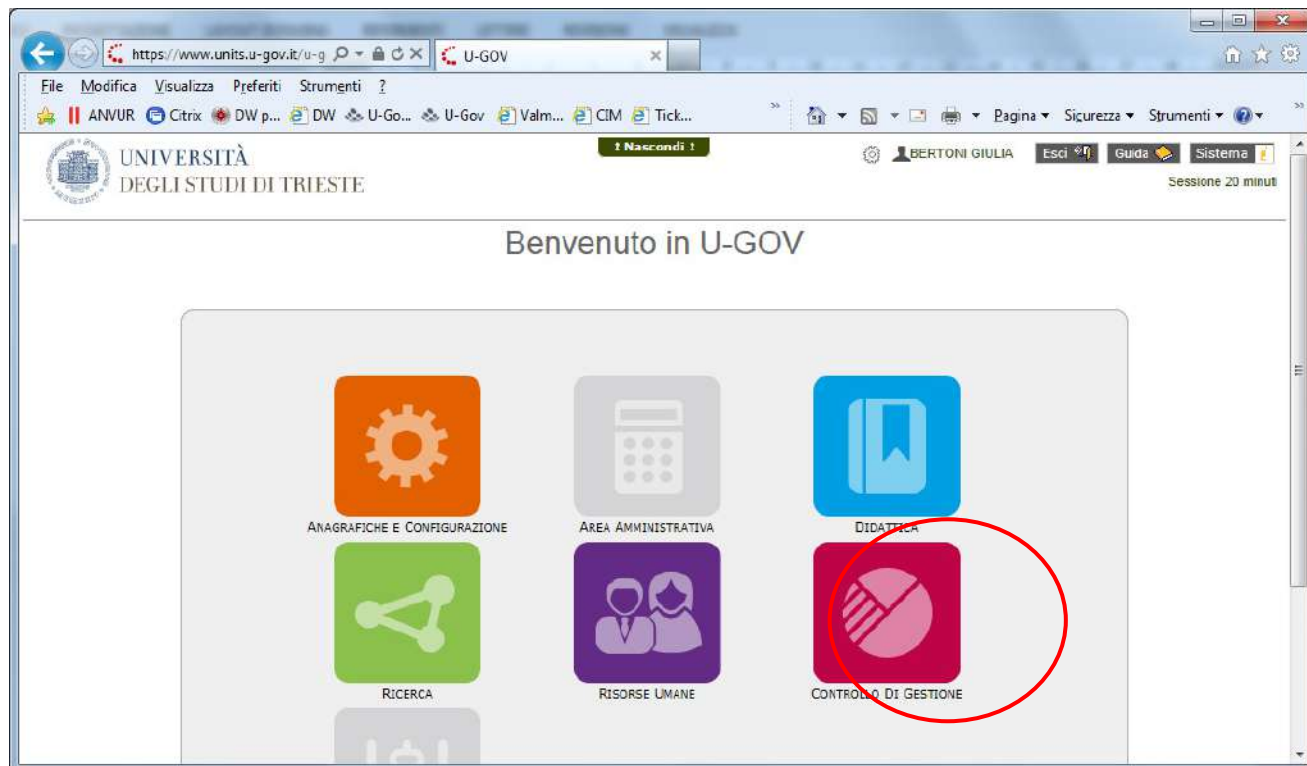 https://www.units.u-gov.it/u-g
U-GOV
File Modifica Visualizza Preferiti Strumenti ?
ANVUR Citrix DW p... DW U-Go... U-Gov Valm... CIM Tick... » Pagina Sicurezza Strumenti »
UNIVERSITÀ
DEGLI STUDI DI TRIESTE
↑ Nascondi ↑
BERTONI GIULIA Esci Guida Sistema
Sessione 20 minuti
Benvenuto in U-GOV
ANAGRAFICHE E CONFIGURAZIONE AREA AMMINISTRATIVA DIDATTICA
RICERCA RISORSE UMANE CONTROLLO DI GESTIONE